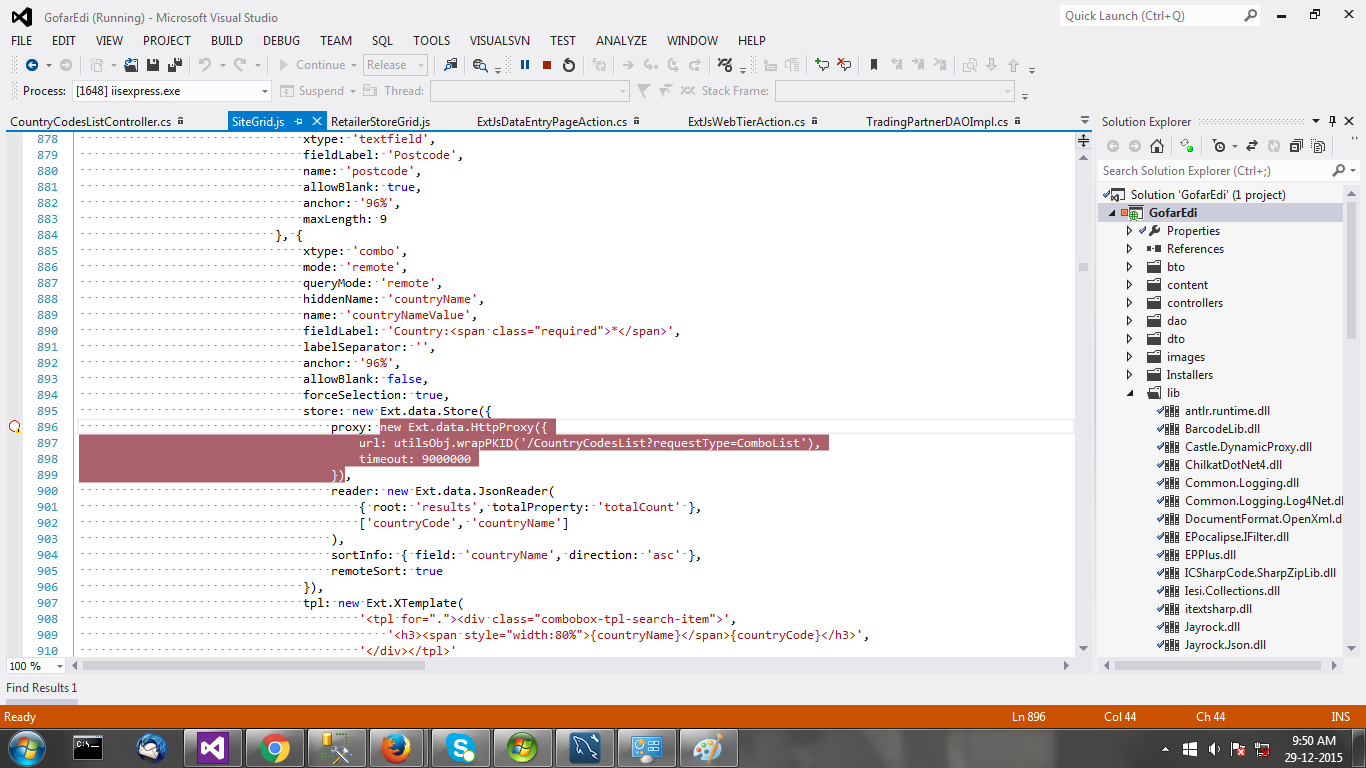 GofarEdi (Running) - Microsoft Visual Studio
Quick Launch (Ctrl+Q)
FILE EDIT VIEW PROJECT BUILD DEBUG TEAM SQL TOOLS VISUALSVN TEST ANALYZE WINDOW HELP
Continue Release
Process: [1648] iisexpress.exe Suspend Thread: Stack Frame:
CountryCodesListController.cs SiteGrid.js RetailerStoreGrid.js ExtJsDataEntryPageAction.cs ExtJsWebTierAction.cs TradingPartnerDAOImpl.cs
878 xtype: 'textfield',
879 fieldLabel: 'Postcode',
880 name: 'postcode',
881 allowBlank: true,
882 anchor: '96%',
883 maxLength: 9
884 }, {
885 xtype: 'combo',
886 mode: 'remote',
887 queryMode: 'remote',
888 hiddenName: 'countryName',
889 name: 'countryNameValue',
890 fieldLabel: 'Country:<span class="required">*</span>',
891 labelSeparator: '',
892 anchor: '96%',
893 allowBlank: false,
894 forceSelection: true,
895 store: new Ext.data.Store({
896 proxy: new Ext.data.HttpProxy({
897 url: utilsObj.wrapPKID('/CountryCodesList?requestType=ComboList'),
898 timeout: 9000000
899 }),
900 reader: new Ext.data.JsonReader(
901 { root: 'results', totalProperty: 'totalCount' },
902 ['countryCode', 'countryName']
903 ),
904 sortInfo: { field: 'countryName', direction: 'asc' },
905 remoteSort: true
906 }),
907 tpl: new Ext.XTemplate(
908 '<tpl for="."><div class="combobox-tpl-search-item">',
909 '<h3><span style="width:80%">{countryName}</span>{countryCode}</h3>',
910 '</div></tpl>'
100 %
Solution Explorer
Search Solution Explorer (Ctrl+;)
Solution 'GofarEdi' (1 project)
GofarEdi
Properties
References
bto
content
controllers
dao
dto
images
Installers
lib
antlr.runtime.dll
BarcodeLib.dll
Castle.DynamicProxy.dll
ChilkatDotNet4.dll
Common.Logging.dll
Common.Logging.Log4Net.dl
DocumentFormat.OpenXml.d
EPocalipse.IFilter.dll
EPPlus.dll
ICSharpCode.SharpZipLib.dll
Iesi.Collections.dll
itextsharp.dll
Jayrock.dll
Jayrock.Json.dll
Find Results 1
Ready Ln 896 Col 44 Ch 44 INS
9:50 AM
29-12-2015